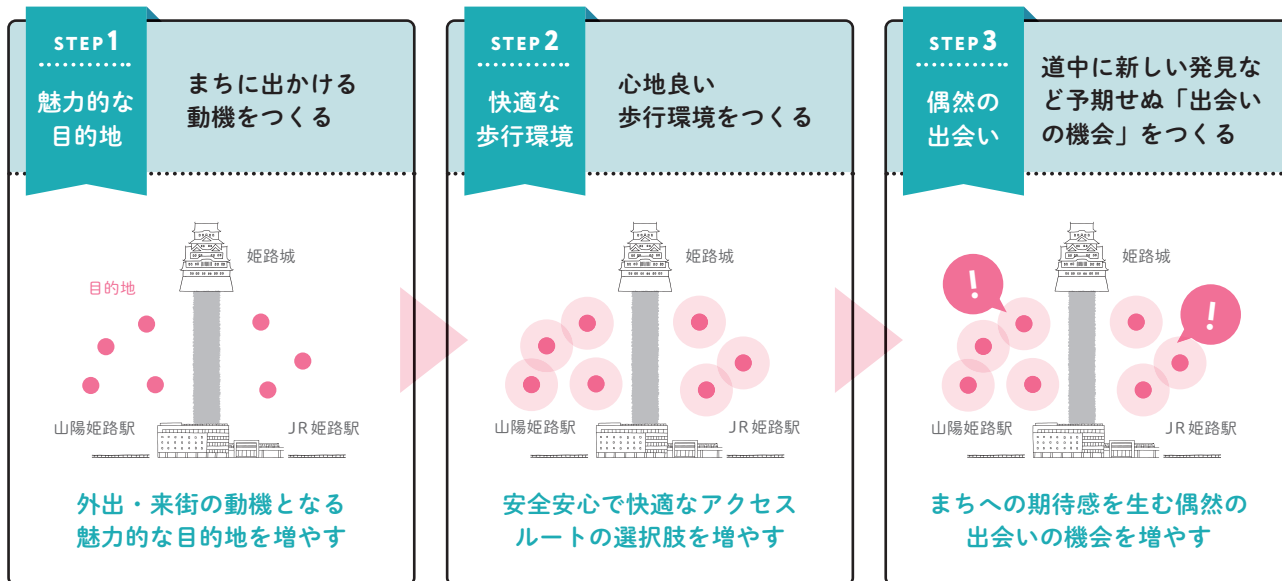 STEP 1
魅力的な
目的地
まちに出かける
動機をつくる
姫路城
目的地
山陽姫路駅
JR姫路駅
外出・来街の動機となる
魅力的な目的地を増やす
STEP 2
快適な
歩行環境
心地良い
歩行環境をつくる
姫路城
山陽姫路駅
JR姫路駅
安全安心で快適なアクセス
ルートの選択肢を増やす
STEP 3
偶然の
出会い
道中に新しい発見な
ど予期せぬ「出会い
の機会」をつくる
姫路城
!
!
山陽姫路駅
JR姫路駅
まちへの期待感を生む偶然の
出会いの機会を増やす